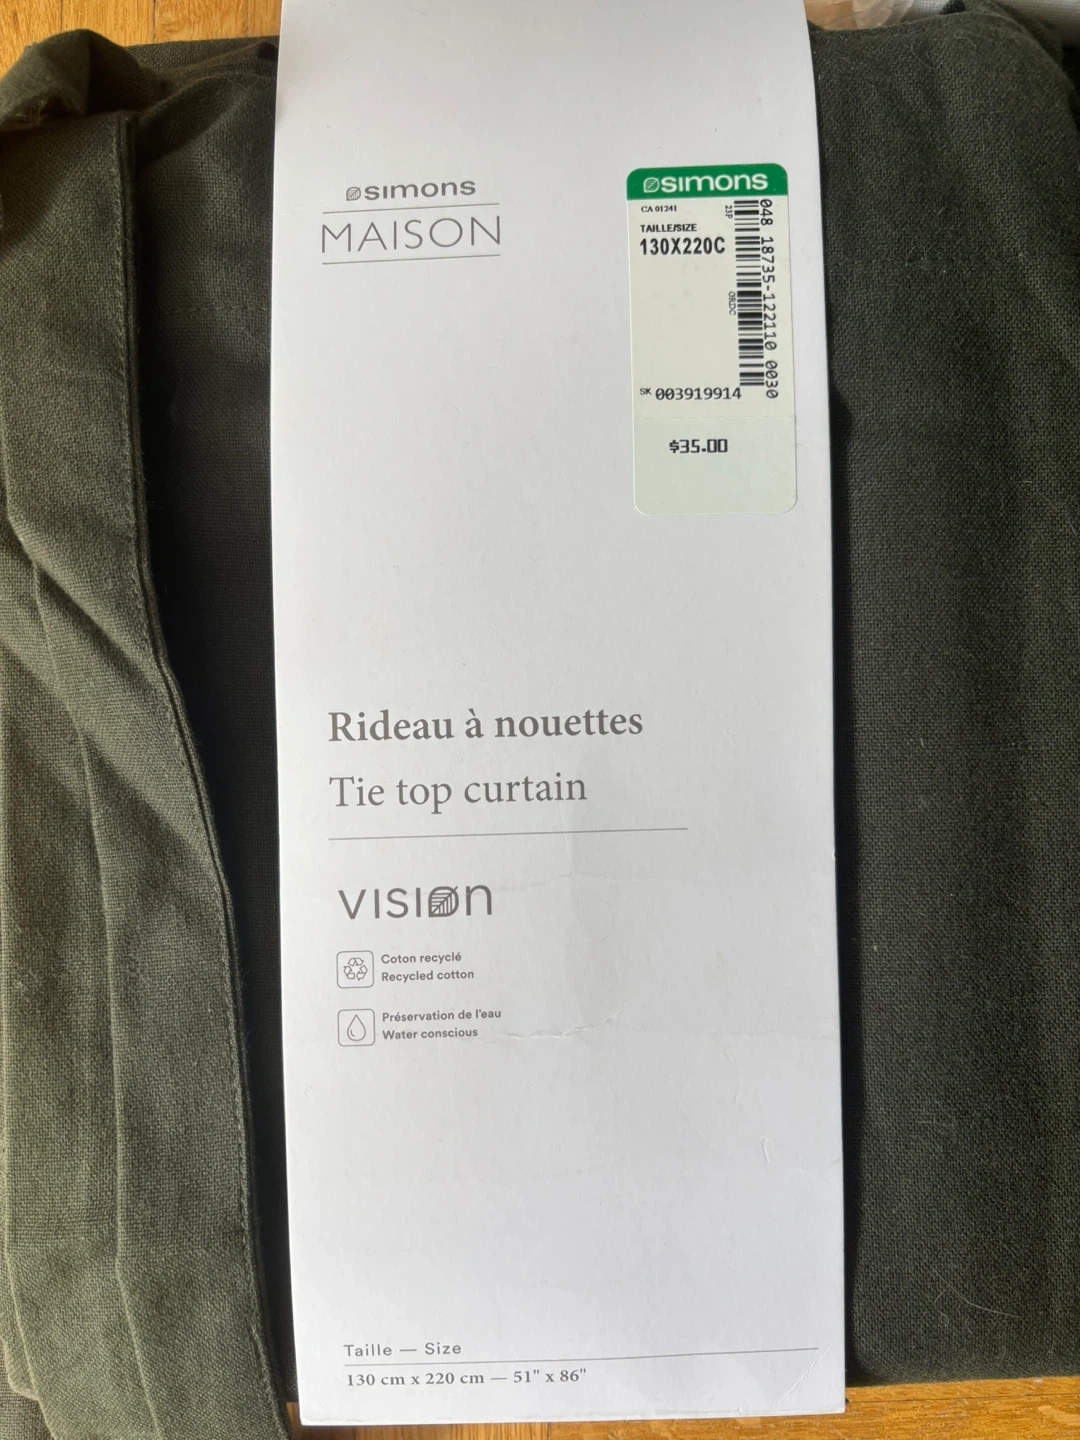 simons
MAISON
simons
CA 01241
23P
TAILLE/SIZE
130X220C
048 18735-122110 0030
GRDC
SK 003919914
$35.00
Rideau à nouettes
Tie top curtain
VISION
Coton recyclé
Recycled cotton
Préservation de l'eau
Water conscious
Taille — Size
130 cm x 220 cm — 51" x 86"